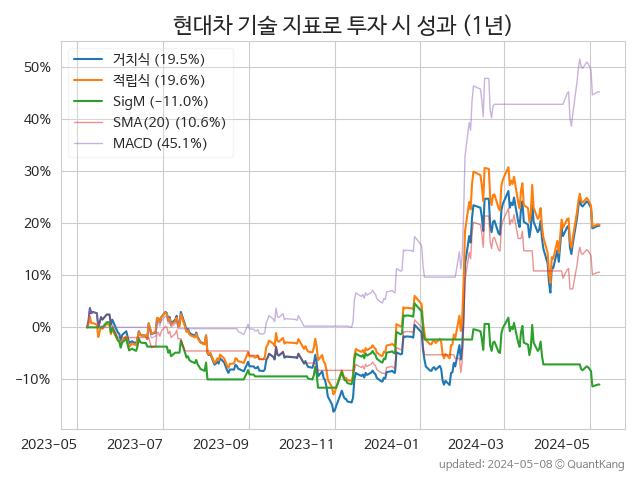 현대차 기술 지표로 투자 시 성과 (1년)
거치식 (19.5%)
적립식 (19.6%)
SigM (−11.0%)
SMA(20) (10.6%)
MACD (45.1%)
50%
40%
30%
20%
10%
0%
−10%
2023−05 2023−07 2023−09 2023−11 2024−01 2024−03 2024−05
updated: 2024-05-08 © QuantKang